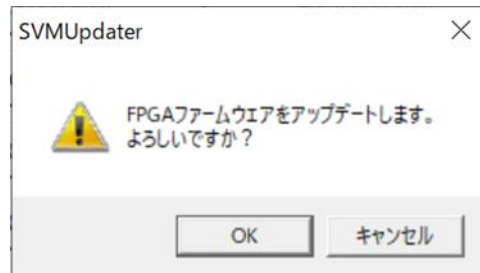 SVMUpdater
FPGAファームウェアをアップデートします。
よろしいですか？
OK
キャンセル